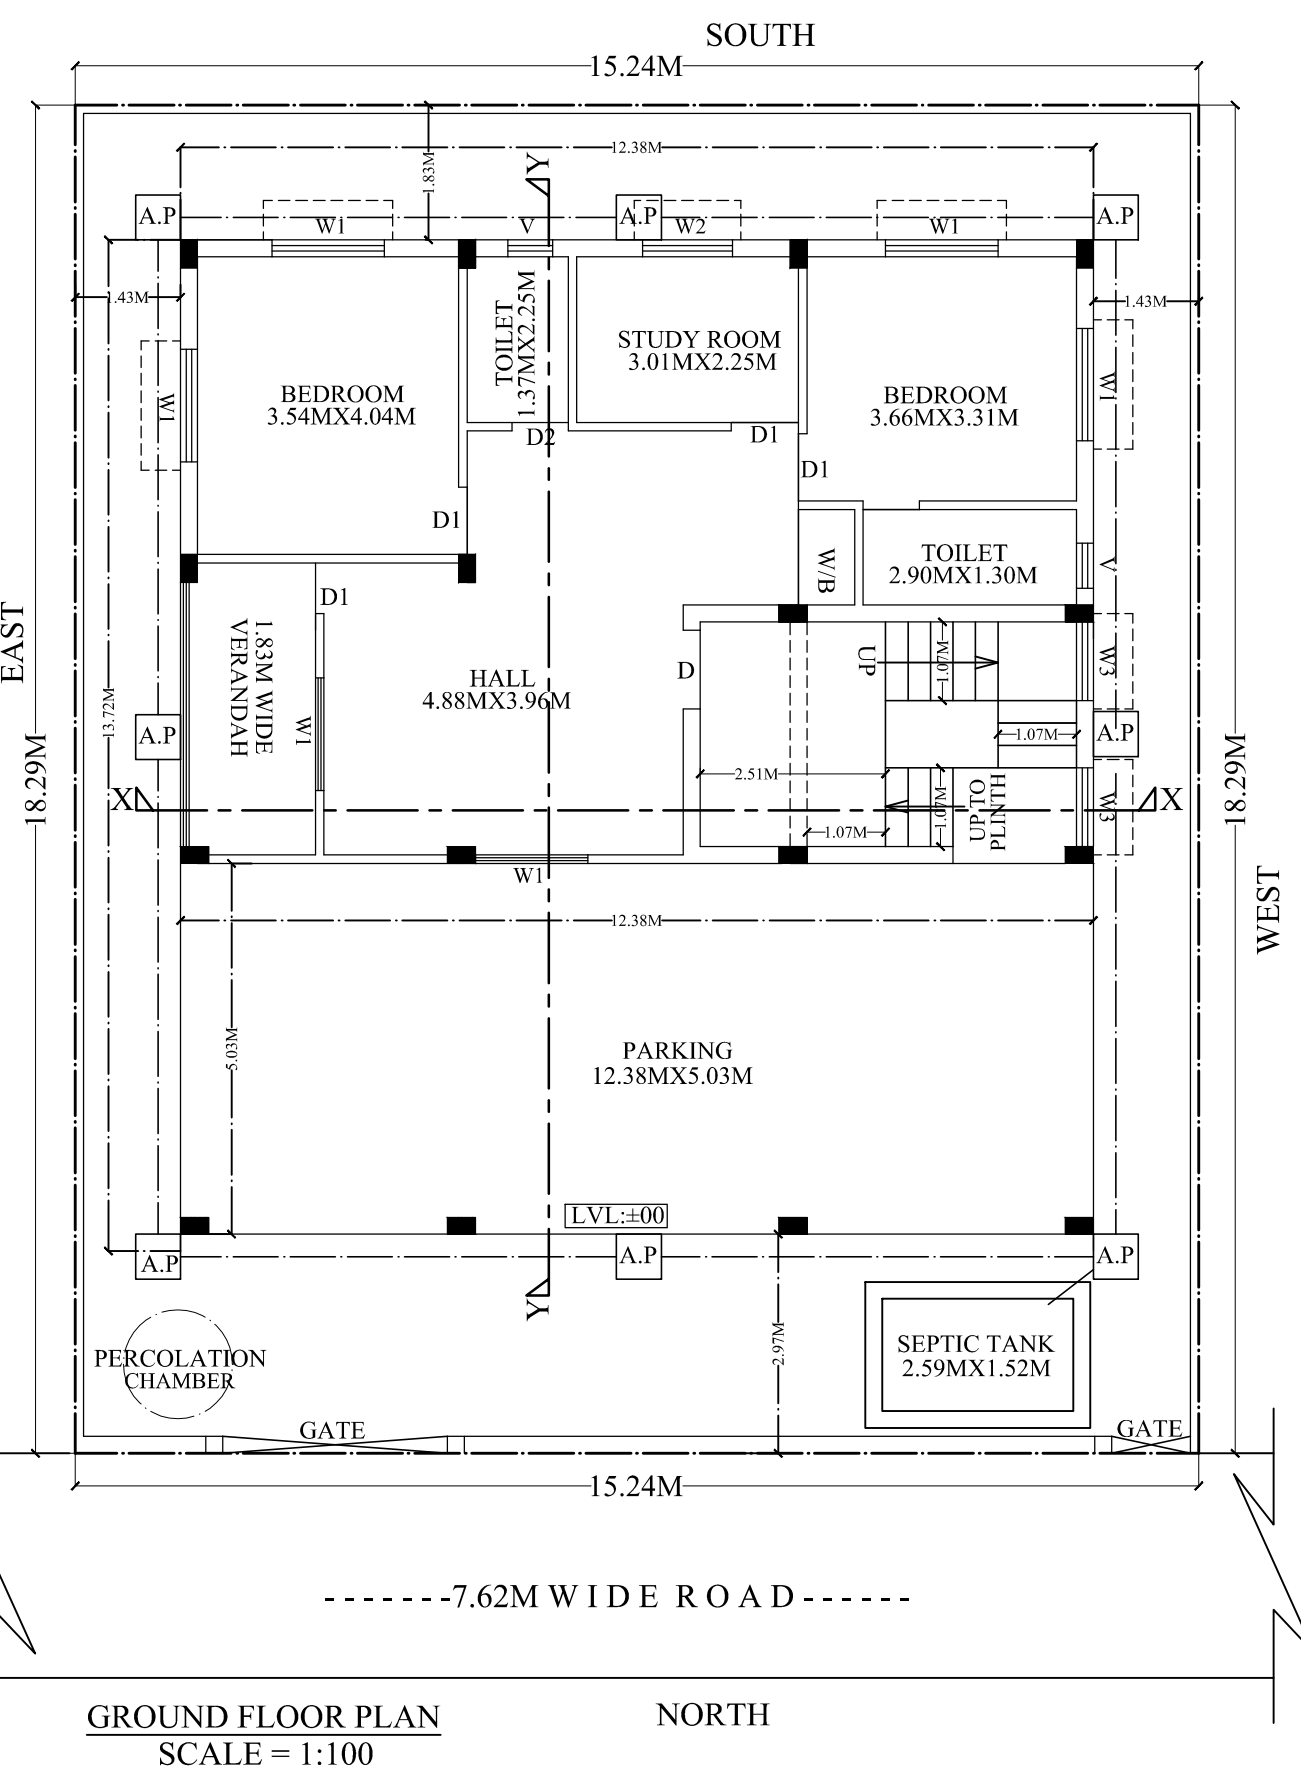 SOUTH
15.24M
12.38M
1.83M
Y
A.P
W1
V
A.P
W2
W1
A.P
1.43M
1.43M
TOILET
1.37MX2.25M
STUDY ROOM
3.01MX2.25M
BEDROOM
3.54MX4.04M
BEDROOM
3.66MX3.31M
W1
W1
D2
D1
D1
D1
W/B
TOILET
2.90MX1.30M
V
D1
1.83M WIDE
VERANDAH
W1
HALL
4.88MX3.96M
D
UP
1.07M
W3
EAST
18.29M
13.72M
A.P
1.07M
A.P
18.29M
WEST
2.51M
X
1.07M
1.07M
UP TO
PLINTH
W3
X
W1
12.38M
5.03M
PARKING
12.38MX5.03M
LVL:±00
A.P
A.P
A.P
Y
2.97M
PERCOLATION
CHAMBER
SEPTIC TANK
2.59MX1.52M
GATE
GATE
15.24M
7.62M W I D E R O A D
NORTH
GROUND FLOOR PLAN
SCALE = 1:100